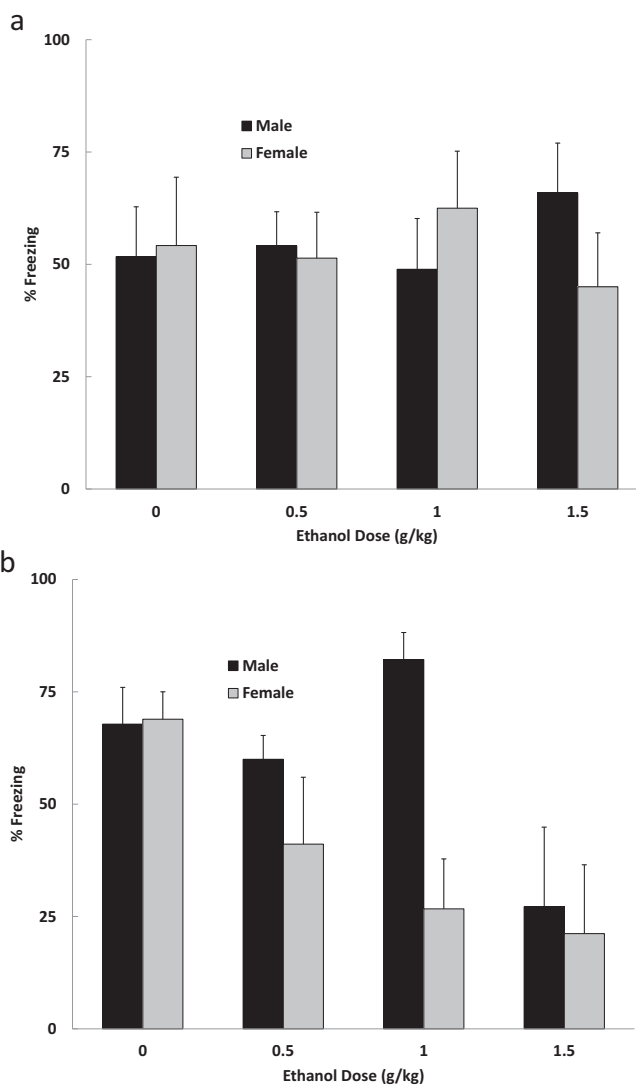 a
100
Male
Female
75
50
25
0
% Freezing
0 0.5 1 1.5
Ethanol Dose (g/kg)
b
100
Male
Female
75
50
25
0
% Freezing
0 0.5 1 1.5
Ethanol Dose (g/kg)